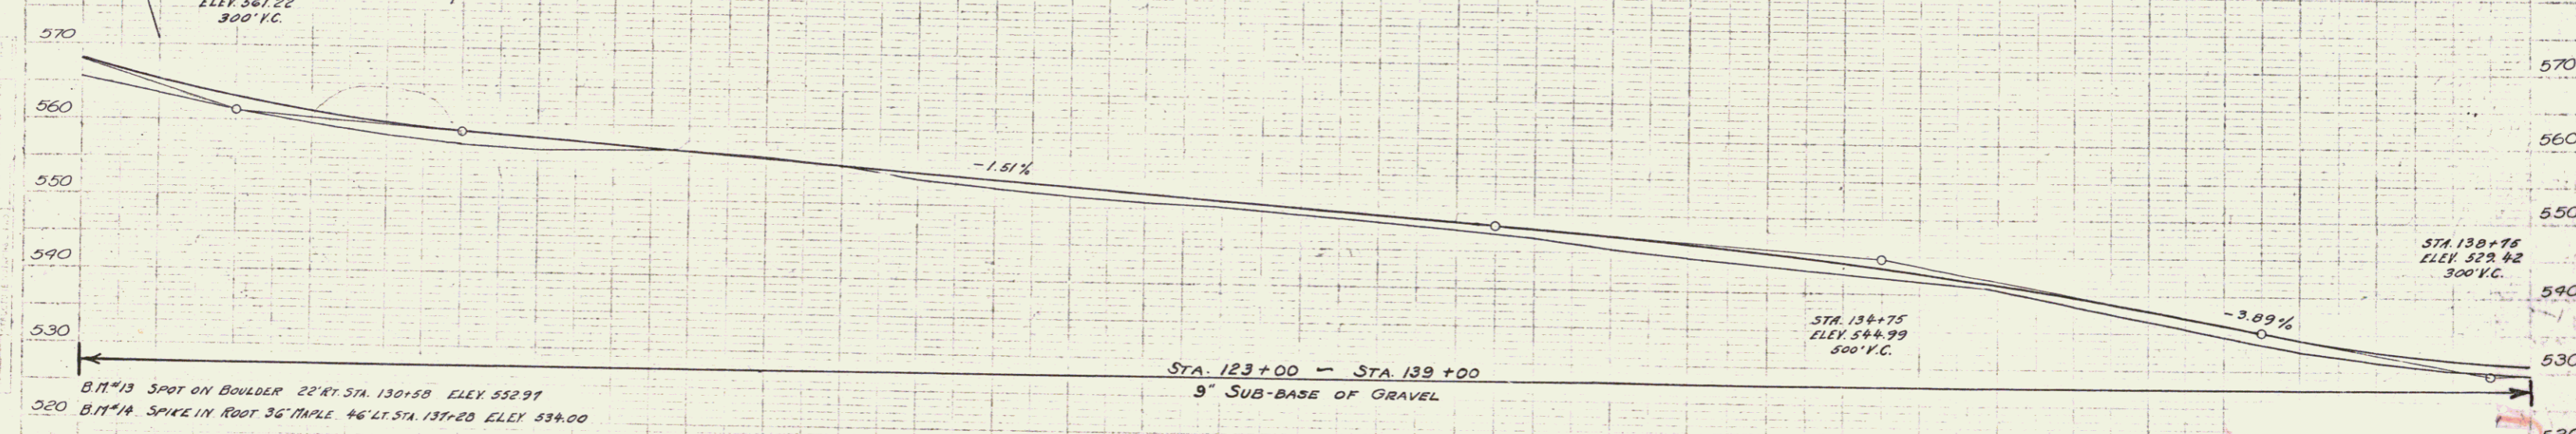 ELEV. 561.22
300' V.C.
570
560
550
540
530
520
-1.51%
STA. 134+75
ELEV. 544.99
500' V.C.
-3.89%
STA. 138+75
ELEV. 529.42
300' V.C.
570
560
550
540
530
STA. 123+00 — STA. 139+00
9" SUB-BASE OF GRAVEL
B.M.#13 SPOT ON BOULDER 22' RT. STA. 130+58 ELEV. 552.97
B.M.#14 SPIKE IN ROOT 36" MAPLE 46' LT. STA. 137+28 ELEV. 534.00